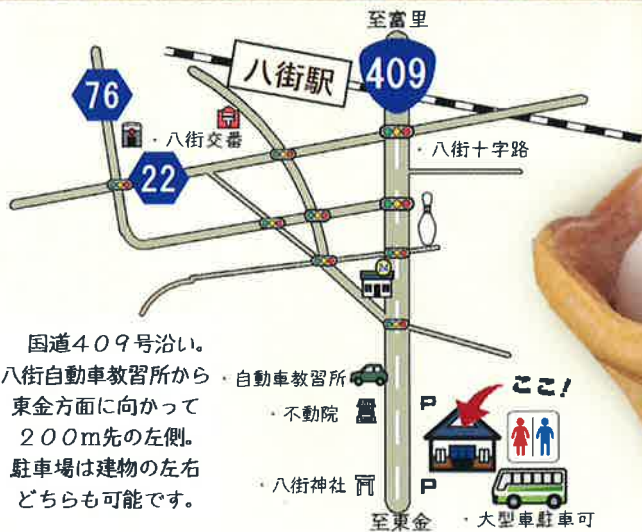 至富里
八街駅
409
76
・八街交番
22
・八街十字路
24
国道409号沿い。
八街自動車教習所から
東金方面に向かって
200m先の左側。
駐車場は建物の左右
どちらも可能です。
・自動車教習所
・不動院
・八街神社
P
P
ここ!
・大型車駐車可
至東金